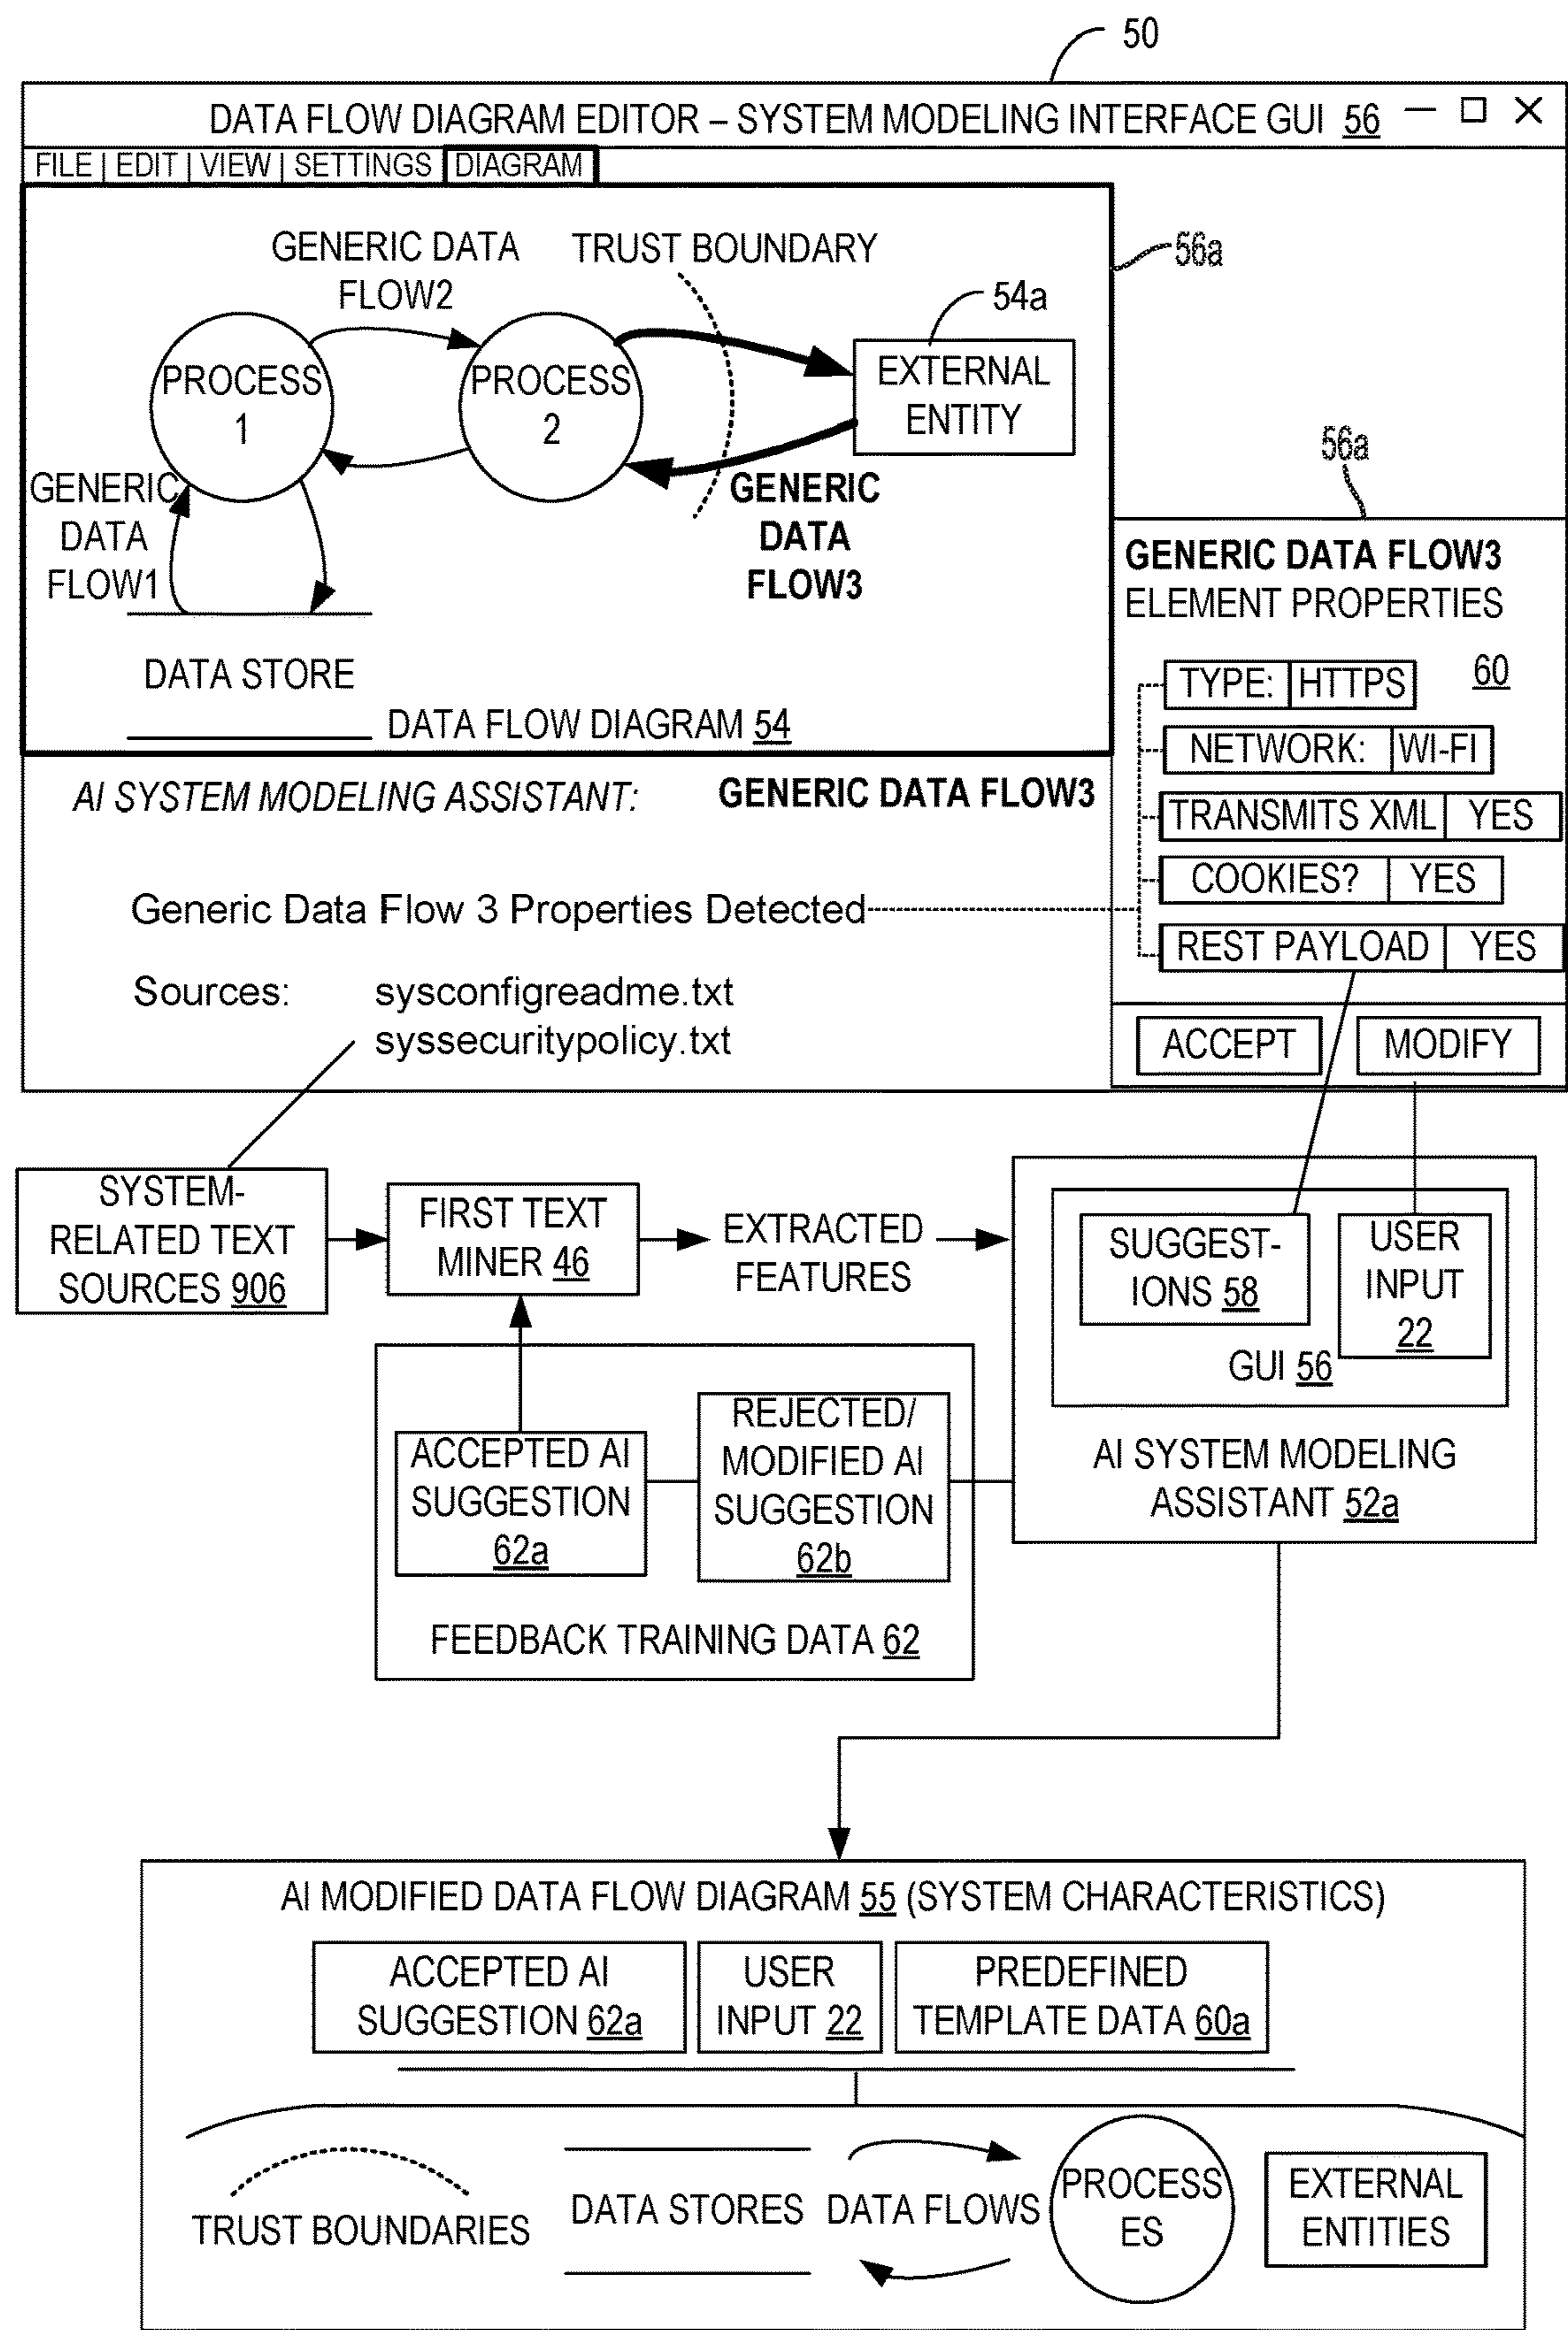 50
DATA FLOW DIAGRAM EDITOR – SYSTEM MODELING INTERFACE GUI 56
FILE | EDIT | VIEW | SETTINGS | DIAGRAM
GENERIC DATA
FLOW2
TRUST BOUNDARY
56a
54a
PROCESS
1
PROCESS
2
EXTERNAL
ENTITY
GENERIC
DATA
FLOW1
GENERIC
DATA
FLOW3
DATA STORE
DATA FLOW DIAGRAM 54
56a
GENERIC DATA FLOW3
ELEMENT PROPERTIES
60
TYPE: HTTPS
NETWORK: WI-FI
TRANSMITS XML YES
COOKIES? YES
REST PAYLOAD YES
ACCEPT MODIFY
AI SYSTEM MODELING ASSISTANT: GENERIC DATA FLOW3
Generic Data Flow 3 Properties Detected
Sources: sysconfigreadme.txt
syssecuritypolicy.txt
SYSTEM-
RELATED TEXT
SOURCES 906
FIRST TEXT
MINER 46
EXTRACTED
FEATURES
SUGGEST-
IONS 58
USER
INPUT
22
GUI 56
AI SYSTEM MODELING
ASSISTANT 52a
ACCEPTED AI
SUGGESTION
62a
REJECTED/
MODIFIED AI
SUGGESTION
62b
FEEDBACK TRAINING DATA 62
AI MODIFIED DATA FLOW DIAGRAM 55 (SYSTEM CHARACTERISTICS)
ACCEPTED AI
SUGGESTION 62a
USER
INPUT 22
PREDEFINED
TEMPLATE DATA 60a
TRUST BOUNDARIES
DATA STORES
DATA FLOWS
PROCESS
ES
EXTERNAL
ENTITIES